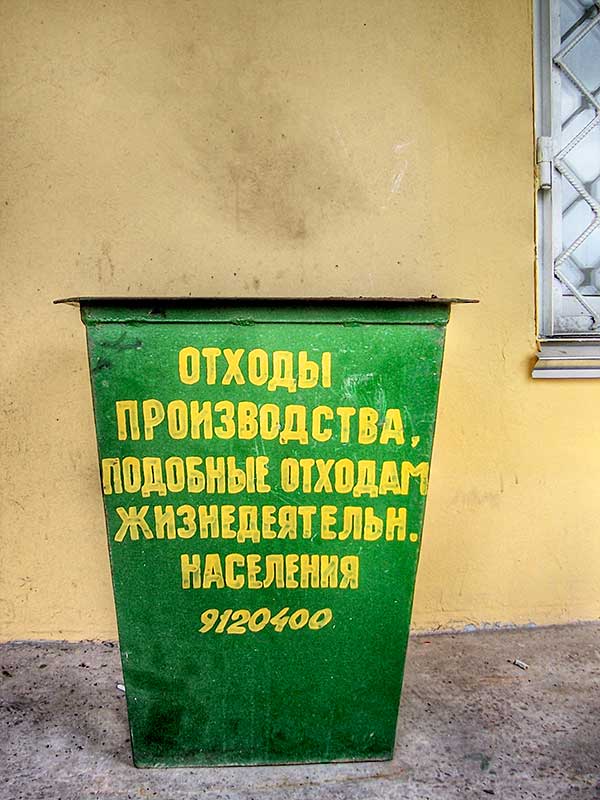 ОТХОДЫ
ПРОИЗВОДСТВА,
ПОДОБНЫЕ ОТХОДАМ
ЖИЗНЕДЕЯТЕЛЬН.
НАСЕЛЕНИЯ
9120400